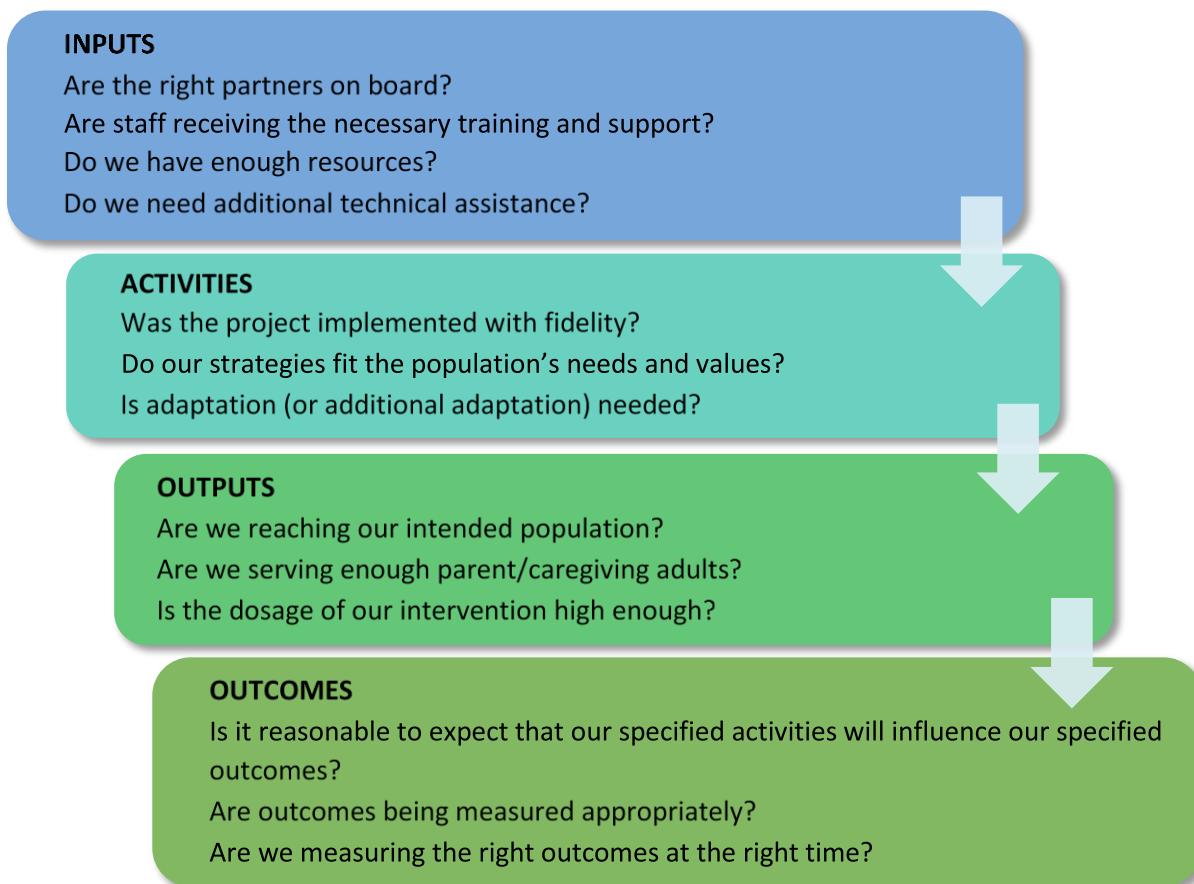 INPUTS
Are the right partners on board?
Are staff receiving the necessary training and support?
Do we have enough resources?
Do we need additional technical assistance?
ACTIVITIES
Was the project implemented with fidelity?
Do our strategies fit the population’s needs and values?
Is adaptation (or additional adaptation) needed?
OUTPUTS
Are we reaching our intended population?
Are we serving enough parent/caregiving adults?
Is the dosage of our intervention high enough?
OUTCOMES
Is it reasonable to expect that our specified activities will influence our specified
outcomes?
Are outcomes being measured appropriately?
Are we measuring the right outcomes at the right time?